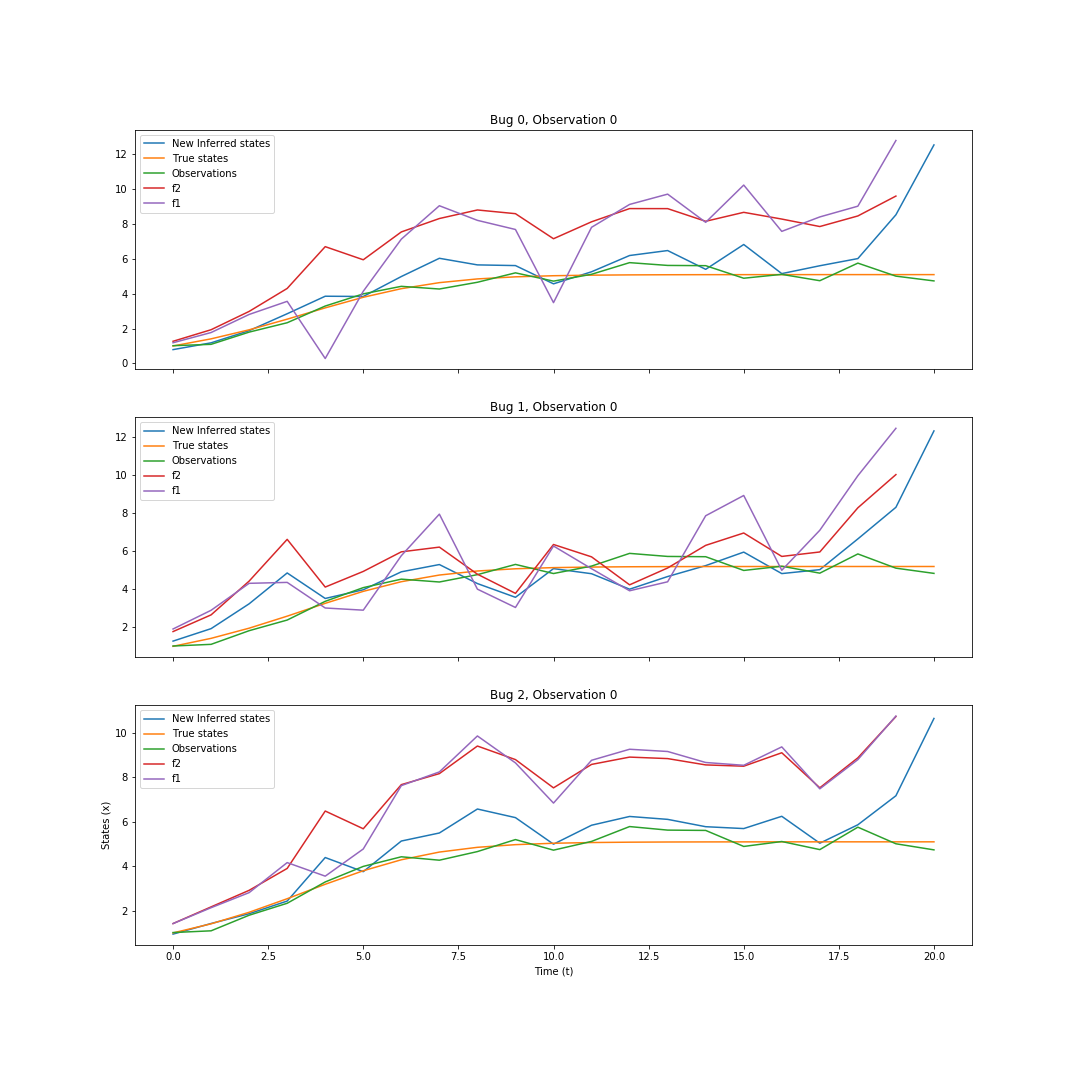 Bug 0, Observation 0
New Inferred states
True states
Observations
f2
f1
12
10
8
6
4
2
0
Bug 1, Observation 0
New Inferred states
True states
Observations
f2
f1
12
10
8
6
4
2
Bug 2, Observation 0
New Inferred states
True states
Observations
f2
f1
10
8
6
4
2
States (x)
0.0 2.5 5.0 7.5 10.0 12.5 15.0 17.5 20.0
Time (t)